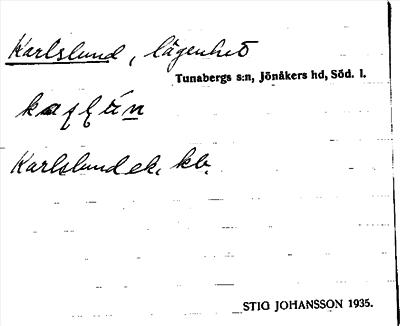 Karlslund, lägenhet
Tunabergs s:n, Jönåkers hd, Söd. l.
Karlslund ek. kb.
STIG JOHANSSON 1935.